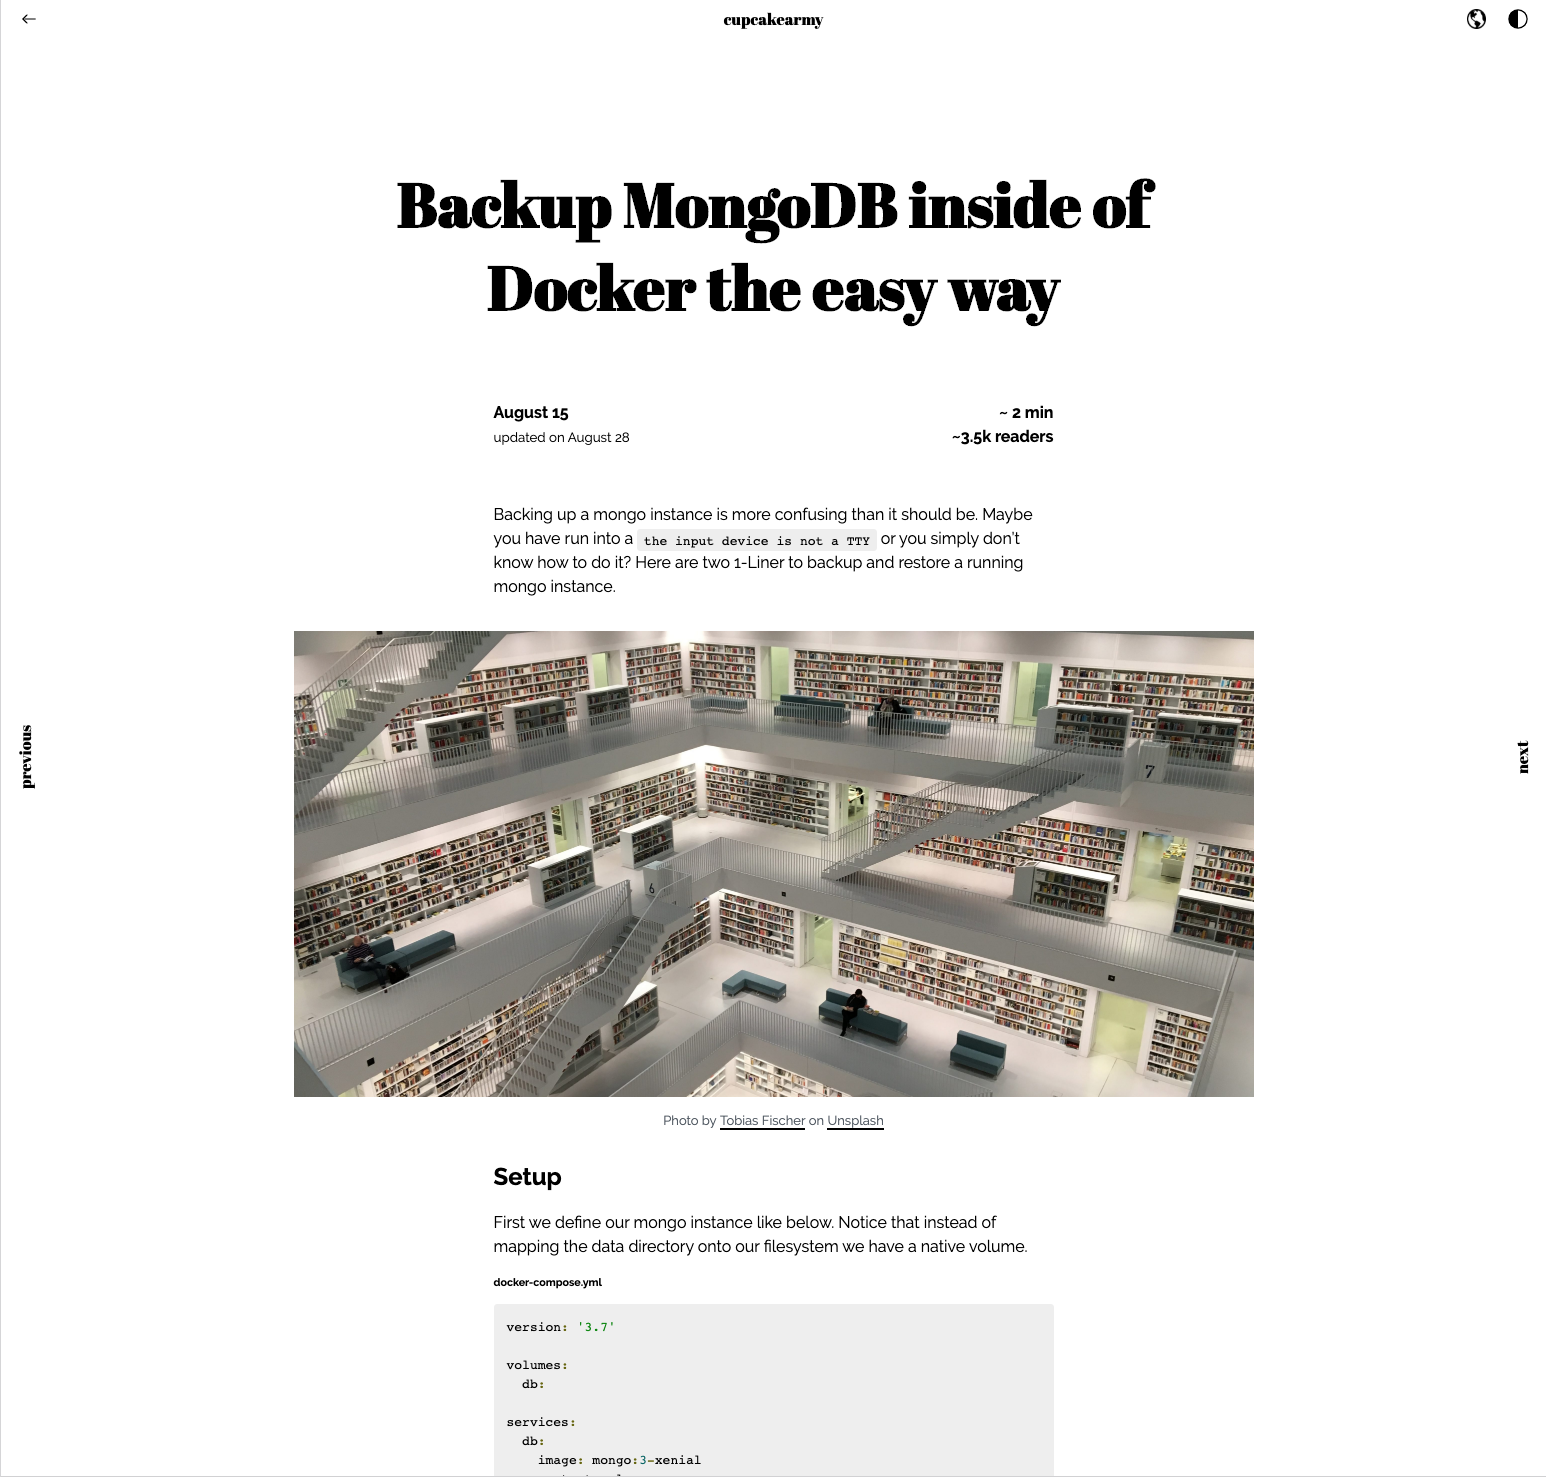 cupcakearmy
Backup MongoDB inside of
Docker the easy way
August 15
~ 2 min
updated on August 28
~3.5k readers
Backing up a mongo instance is more confusing than it should be. Maybe
you have run into a the input device is not a TTY or you simply don't
know how to do it? Here are two 1-Liner to backup and restore a running
mongo instance.
previous
next
7
6
Photo by Tobias Fischer on Unsplash
Setup
First we define our mongo instance like below. Notice that instead of
mapping the data directory onto our filesystem we have a native volume.
docker-compose.yml
version: '3.7'
volumes:
  db:
services:
  db:
    image: mongo:3-xenial